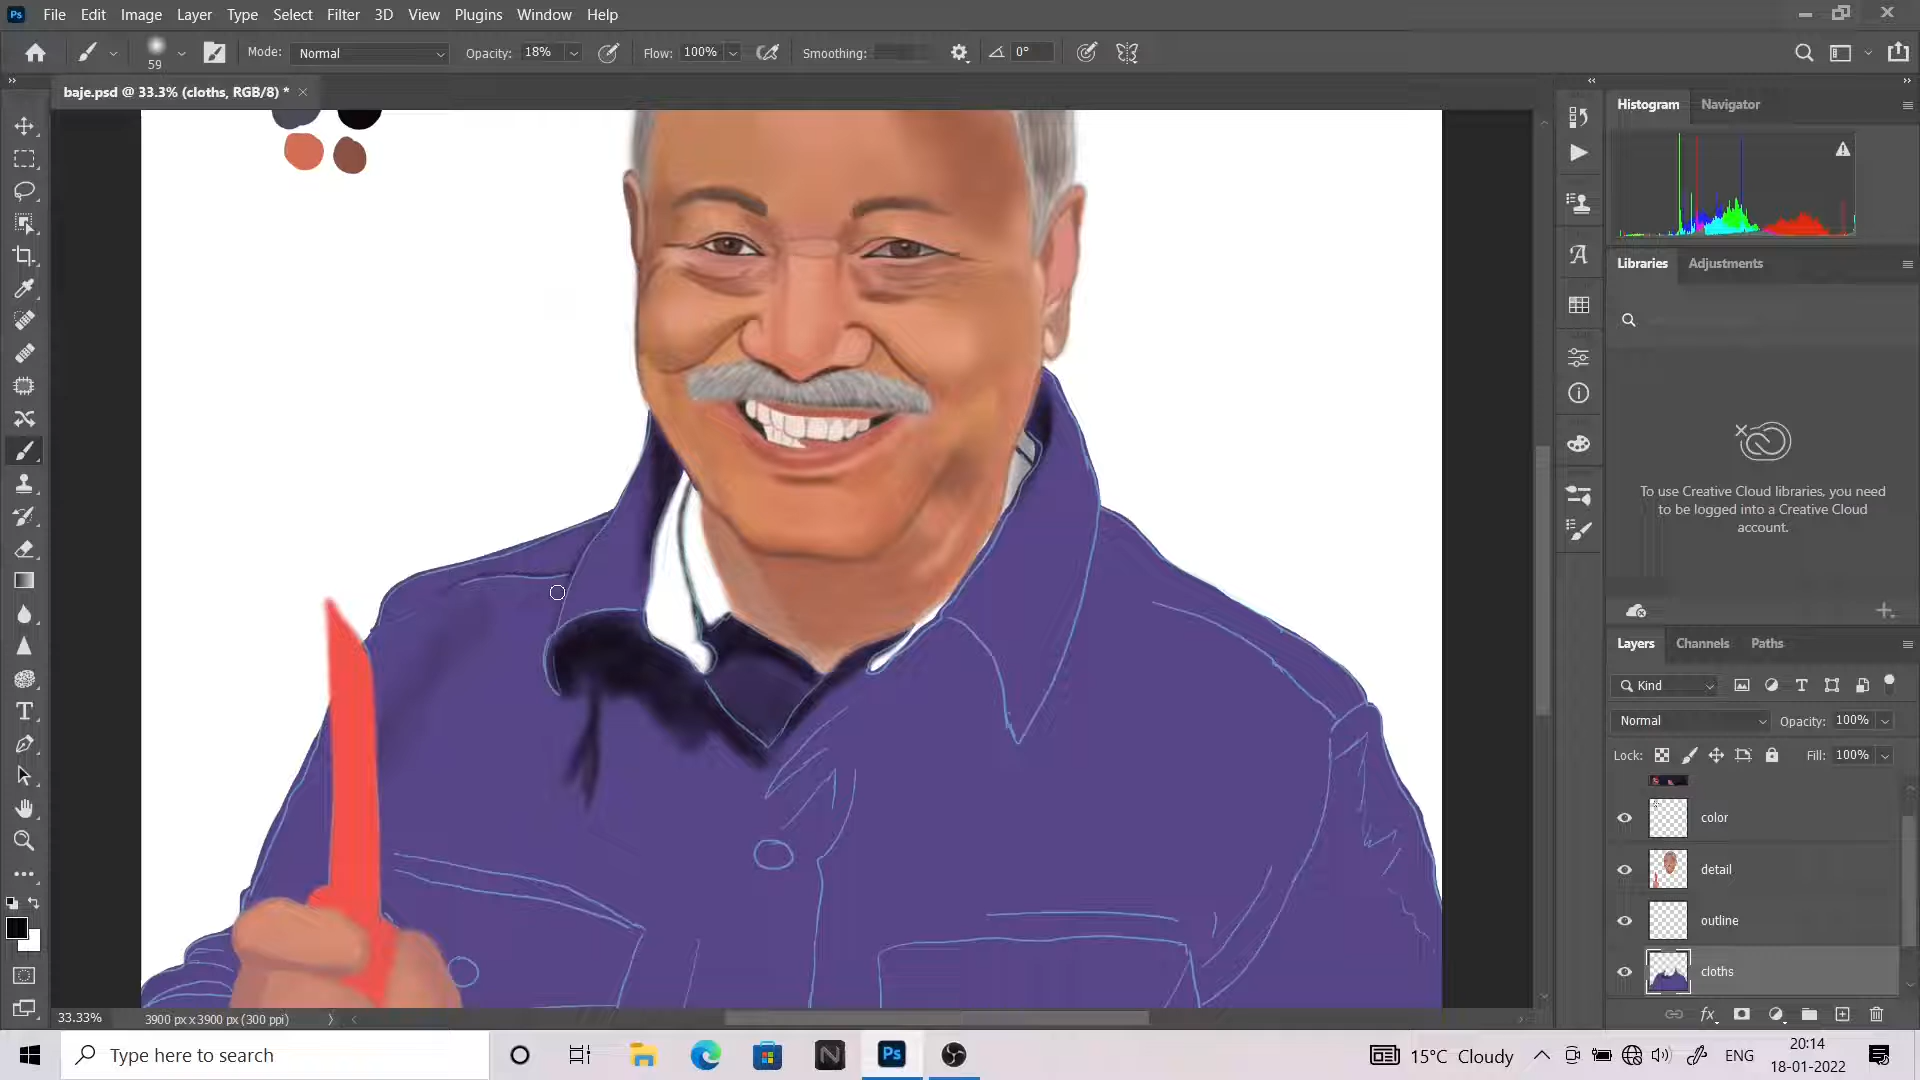 Ps File Edit Image Layer Type Select Filter 3D View Plugins Window Help
59 Mode: Normal Opacity: 18% Flow: 100% Smoothing: 0°
baje.psd @ 33.3% (cloths, RGB/8) *
Histogram Navigator
Libraries Adjustments
To use Creative Cloud libraries, you need
to be logged into a Creative Cloud
account.
Layers Channels Paths
Kind
Normal Opacity: 100%
Lock: Fill: 100%
color
detail
outline
cloths
fx
33.33% 3900 px x 3900 px (300 ppi)
Type here to search
Ps
15°C Cloudy
ENG
20:14
18-01-2022